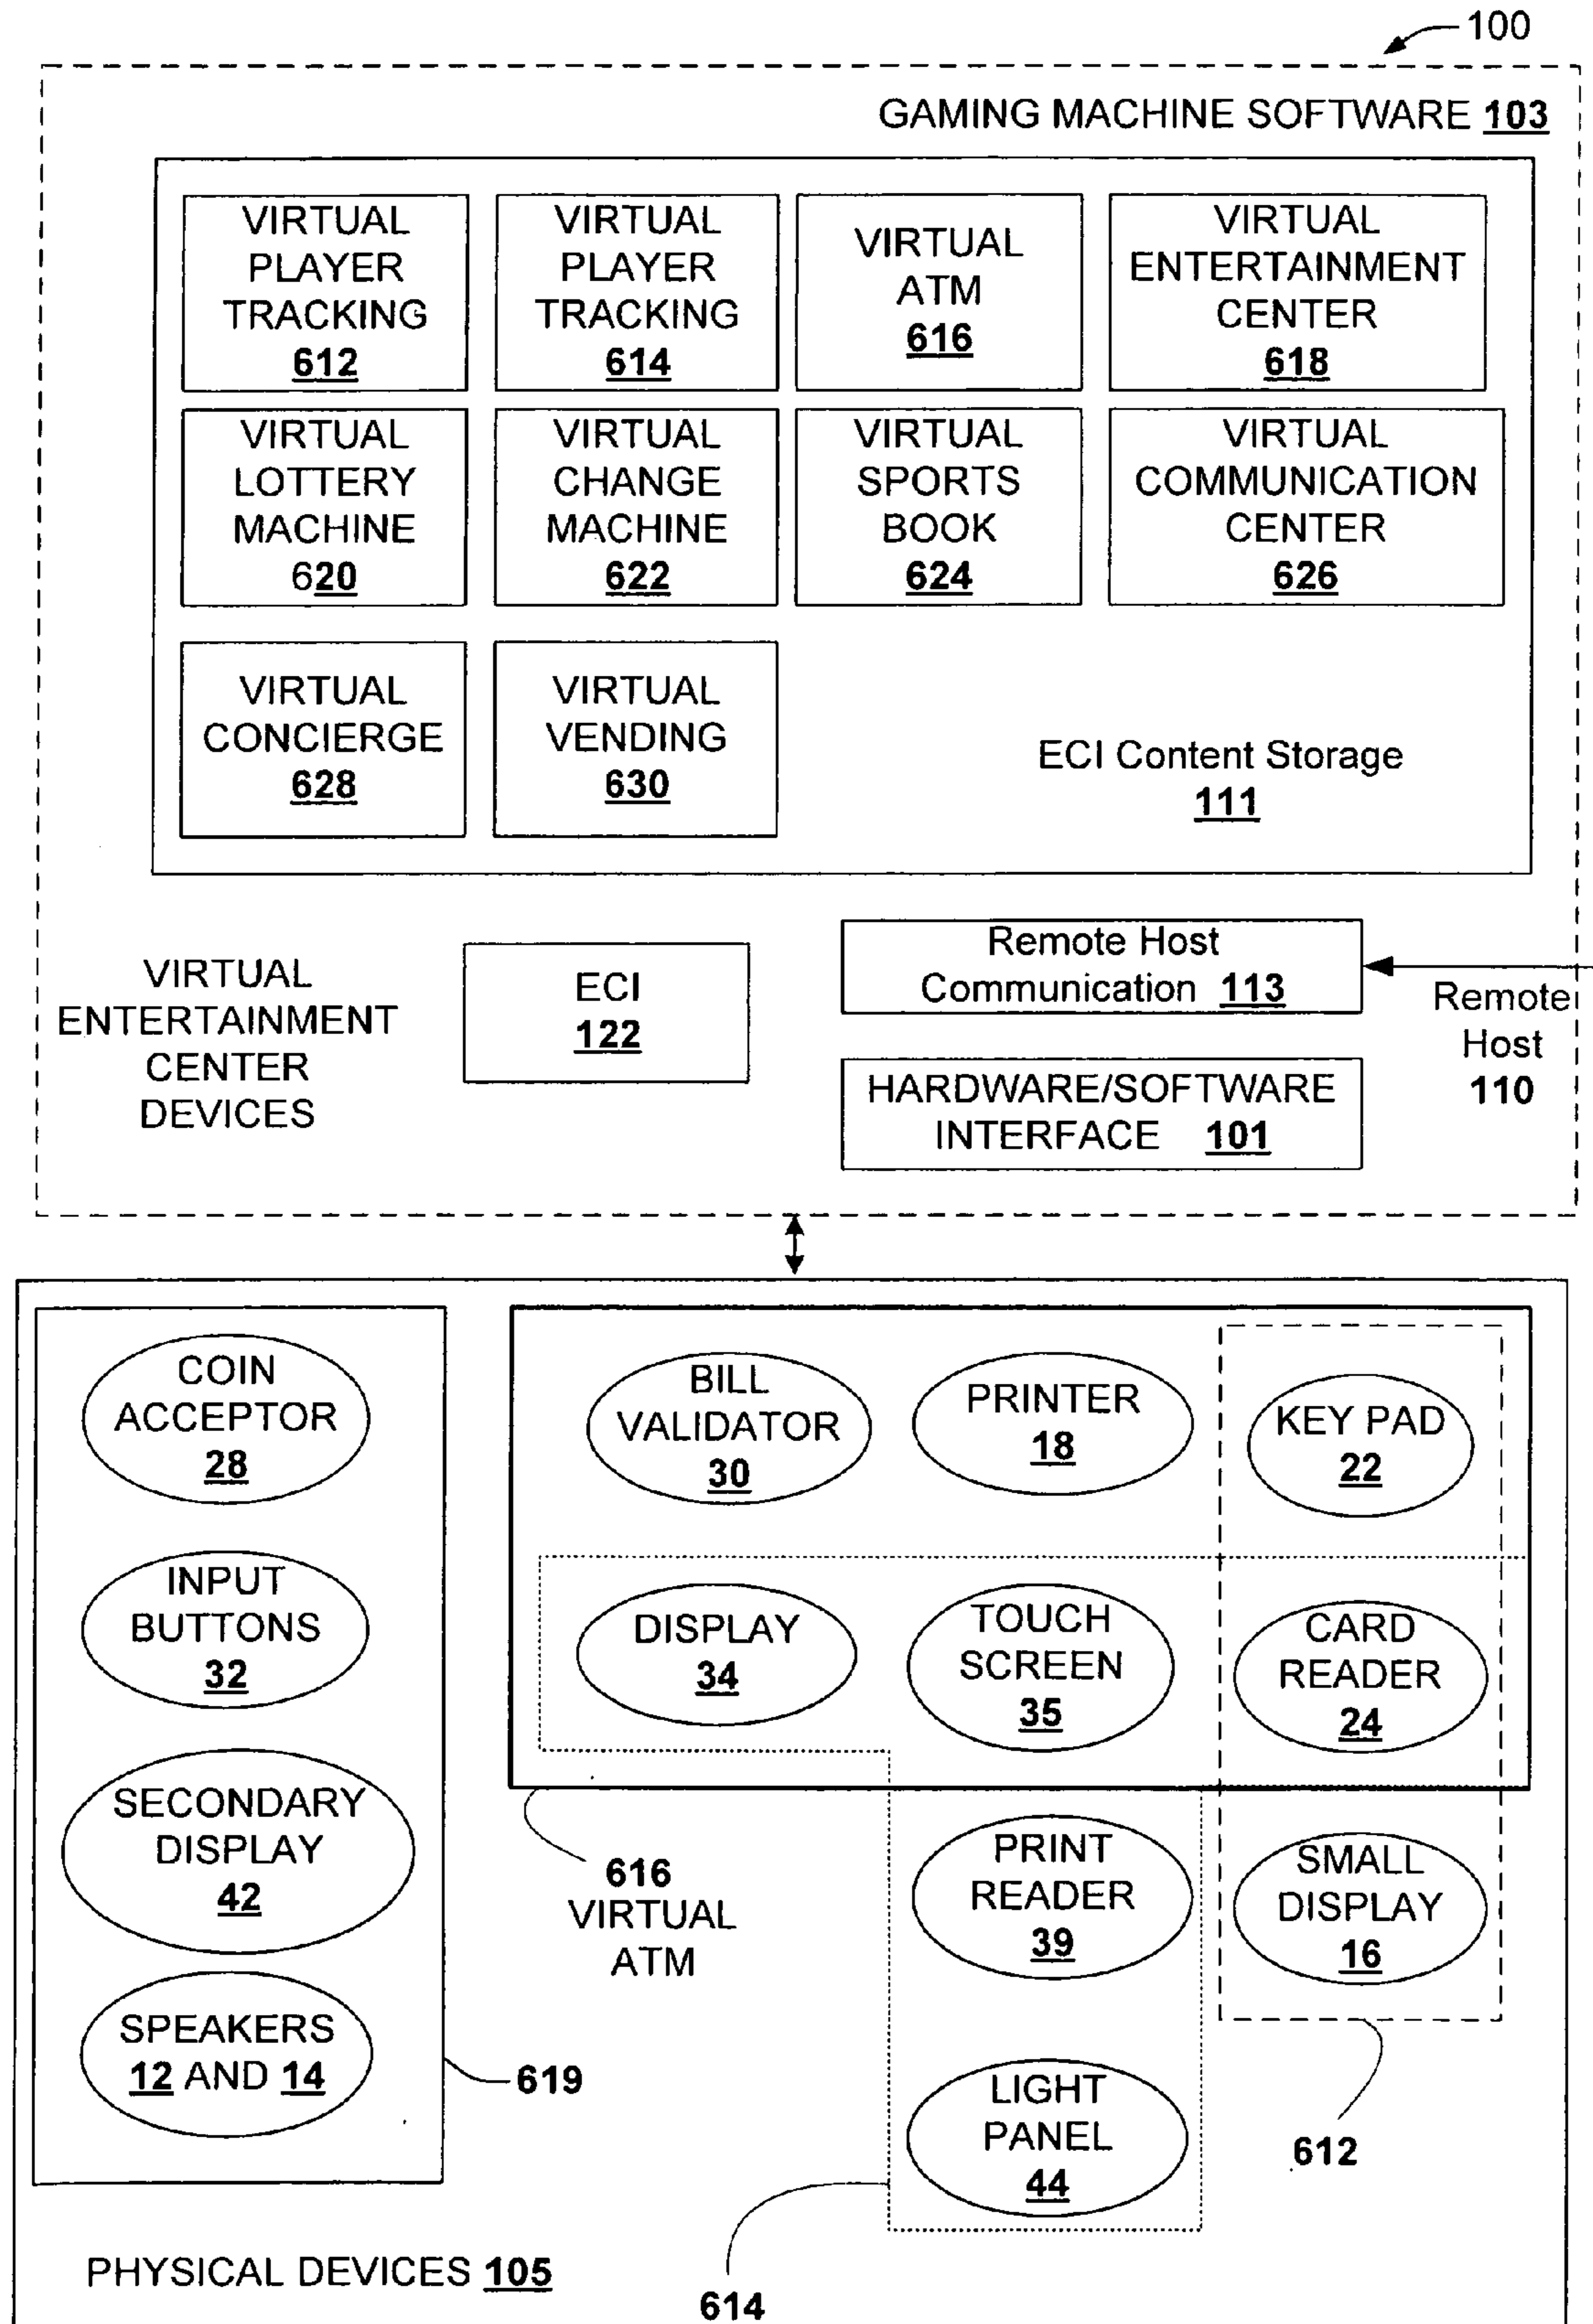 100
GAMING MACHINE SOFTWARE 103
VIRTUAL
PLAYER
TRACKING
612
VIRTUAL
PLAYER
TRACKING
614
VIRTUAL
ATM
616
VIRTUAL
ENTERTAINMENT
CENTER
618
VIRTUAL
LOTTERY
MACHINE
620
VIRTUAL
CHANGE
MACHINE
622
VIRTUAL
SPORTS
BOOK
624
VIRTUAL
COMMUNICATION
CENTER
626
VIRTUAL
CONCIERGE
628
VIRTUAL
VENDING
630
ECI Content Storage
111
VIRTUAL
ENTERTAINMENT
CENTER
DEVICES
ECI
122
Remote Host
Communication 113
Remote
Host
110
HARDWARE/SOFTWARE
INTERFACE 101
COIN
ACCEPTOR
28
INPUT
BUTTONS
32
SECONDARY
DISPLAY
42
SPEAKERS
12 AND 14
619
BILL
VALIDATOR
30
PRINTER
18
KEY PAD
22
DISPLAY
34
TOUCH
SCREEN
35
CARD
READER
24
616
VIRTUAL
ATM
PRINT
READER
39
SMALL
DISPLAY
16
LIGHT
PANEL
44
612
614
PHYSICAL DEVICES 105